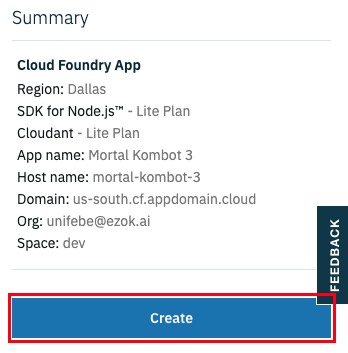 Summary
Cloud Foundry App
Region: Dallas
SDK for Node.js™ - Lite Plan
Cloudant - Lite Plan
App name: Mortal Kombot 3
Host name: mortal-kombot-3
Domain: us-south.cf.appdomain.cloud
Org: unifebe@ezok.ai
Space: dev
FEEDBACK
Create